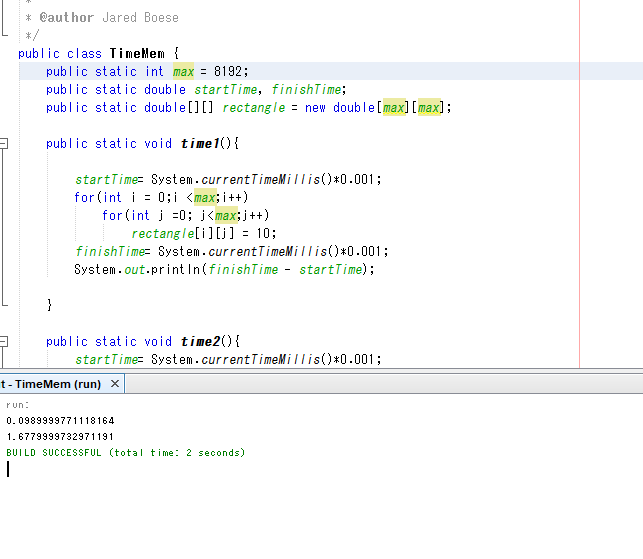 *
* @author Jared Boese
*/
public class TimeMem {
public static int max = 8192;
public static double startTime, finishTime;
public static double[][] rectangle = new double[max][max];
public static void time1(){
startTime= System.currentTimeMillis()*0.001;
for(int i = 0;i <max;i++)
for(int j =0; j<max;j++)
rectangle[i][j] = 10;
finishTime= System.currentTimeMillis()*0.001;
System.out.println(finishTime - startTime);
}
public static void time2(){
startTime= System.currentTimeMillis()*0.001;
t - TimeMem (run) ×
run:
0.0989999771118164
1.6779999732971191
BUILD SUCCESSFUL (total time: 2 seconds)